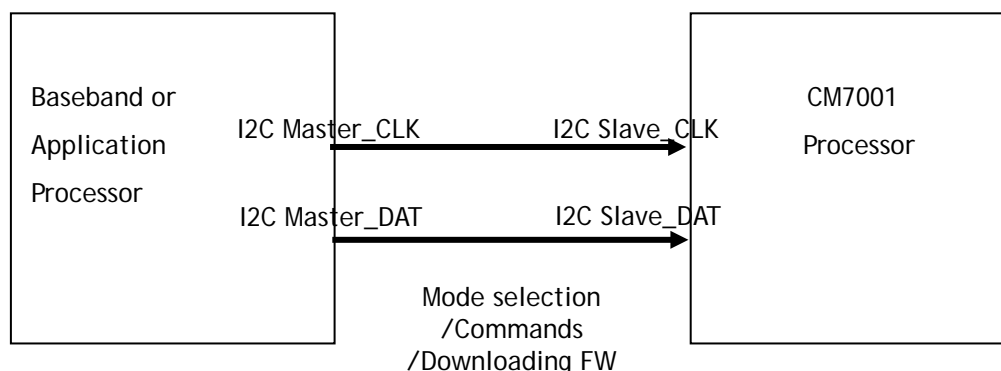 Baseband or
Application
Processor
I2C Master_CLK
I2C Slave_CLK
I2C Master_DAT
I2C Slave_DAT
CM7001
Processor
Mode selection
/Commands
/Downloading FW